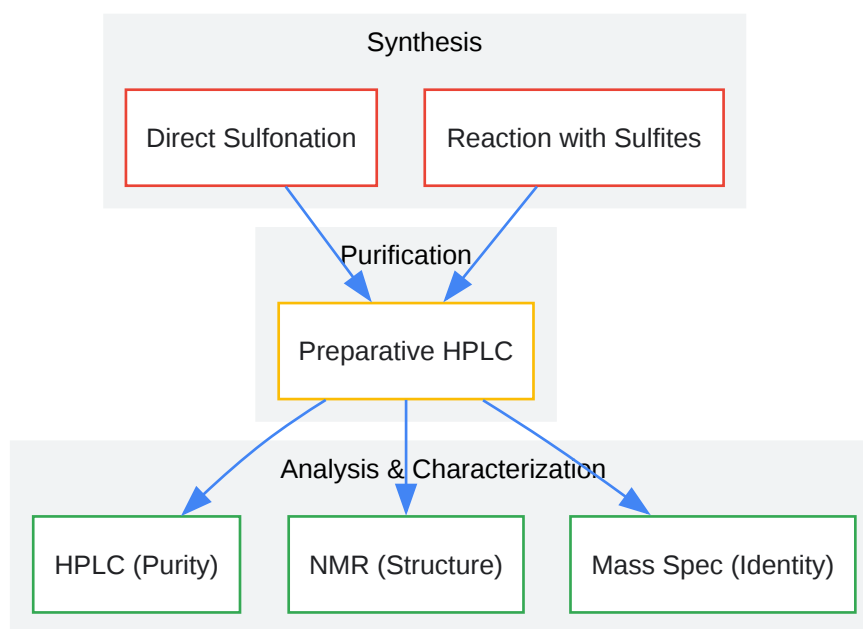 Synthesis
Direct Sulfonation
Reaction with Sulfites
Purification
Preparative HPLC
Analysis & Characterization
HPLC (Purity)
NMR (Structure)
Mass Spec (Identity)